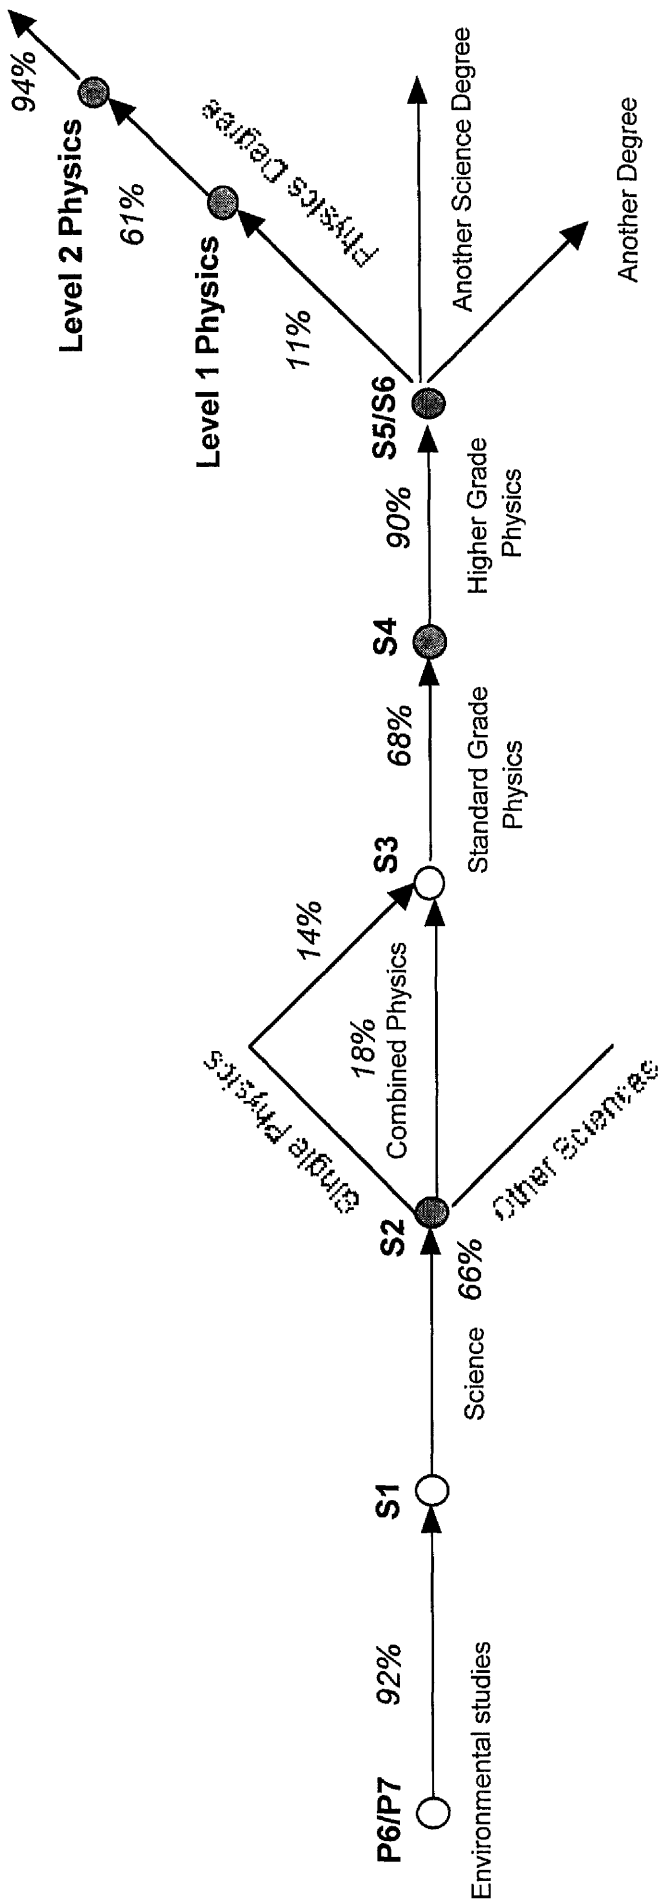 P6/P7
92%
Environmental studies
S1
Science
S2
66%
Single Physics
14%
18%
Combined Physics
Other Sciences
S3
68%
Standard Grade
Physics
S4
90%
Higher Grade
Physics
S5/S6
11%
Level 1 Physics
61%
Level 2 Physics
94%
Physics Degree
Another Science Degree
Another Degree